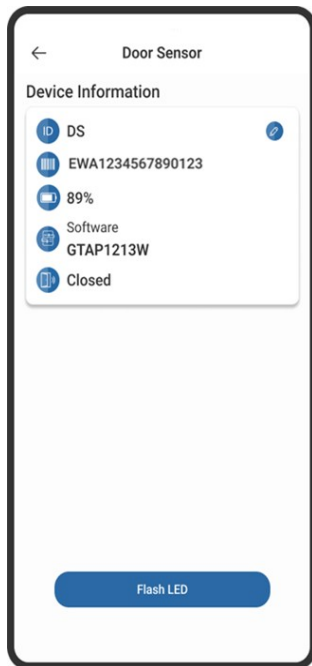 Door Sensor
Device Information
ID DS
EWA1234567890123
89%
Software
GTAP1213W
Closed
Flash LED